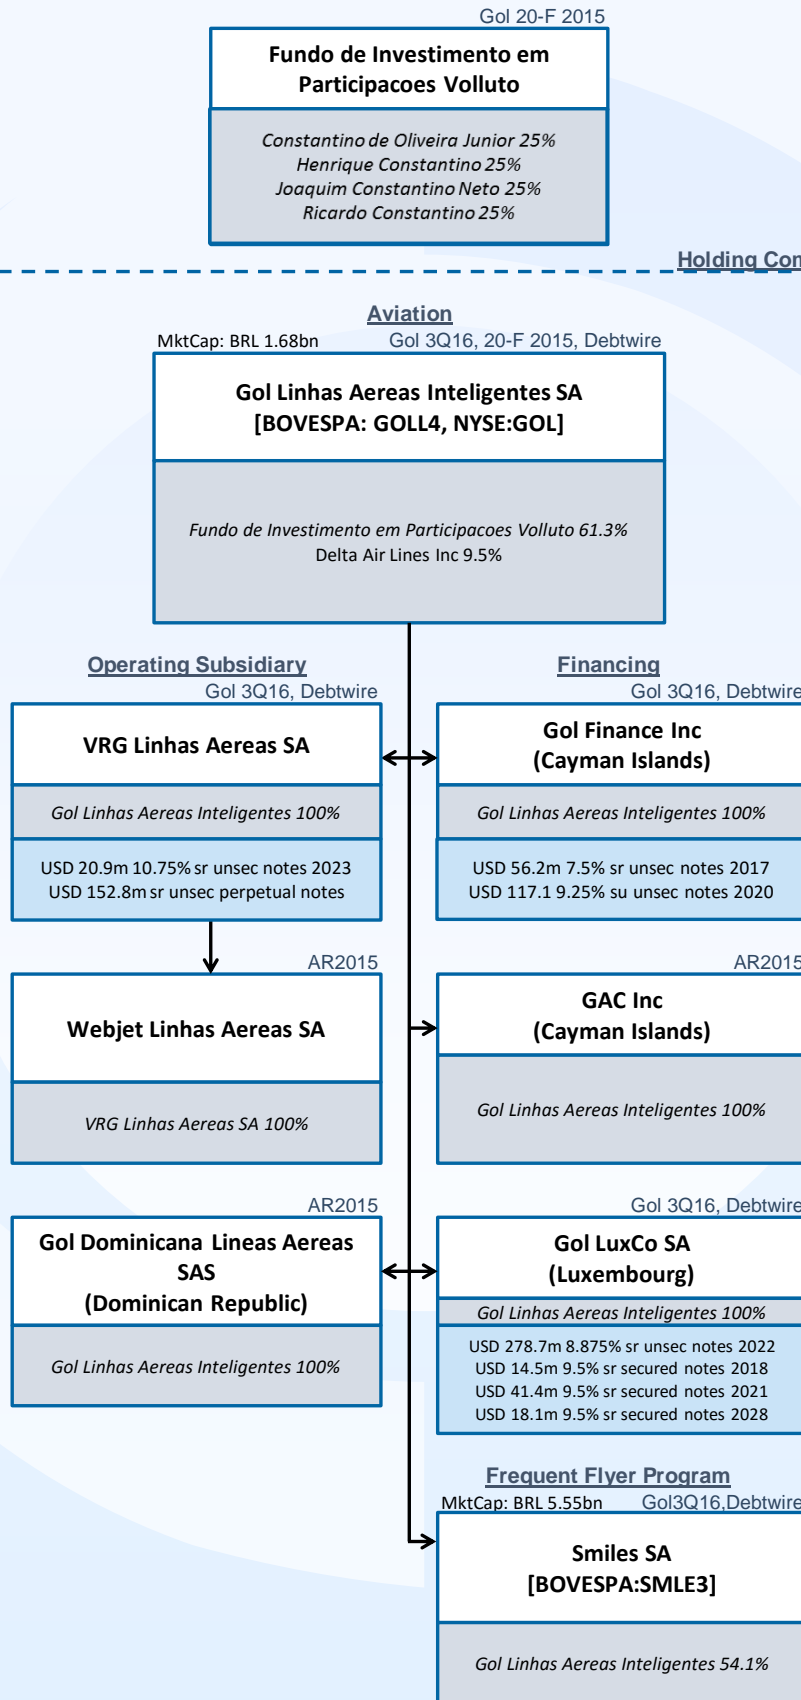 Gol 20-F 2015
Fundo de Investimento em
Participacoes Volluto
Constantino de Oliveira Junior 25%
Henrique Constantino 25%
Joaquim Constantino Neto 25%
Ricardo Constantino 25%
Holding Com
Aviation
MktCap: BRL 1.68bn Gol 3Q16, 20-F 2015, Debtwire
Gol Linhas Aereas Inteligentes SA
[BOVESPA: GOLL4, NYSE:GOL]
Fundo de Investimento em Participacoes Volluto 61.3%
Delta Air Lines Inc 9.5%
Operating Subsidiary
Gol 3Q16, Debtwire
VRG Linhas Aereas SA
Gol Linhas Aereas Inteligentes 100%
USD 20.9m 10.75% sr unsec notes 2023
USD 152.8m sr unsec perpetual notes
Financing
Gol 3Q16, Debtwire
Gol Finance Inc
(Cayman Islands)
Gol Linhas Aereas Inteligentes 100%
USD 56.2m 7.5% sr unsec notes 2017
USD 117.1 9.25% su unsec notes 2020
AR2015
Webjet Linhas Aereas SA
VRG Linhas Aereas SA 100%
AR2015
GAC Inc
(Cayman Islands)
Gol Linhas Aereas Inteligentes 100%
AR2015
Gol Dominicana Lineas Aereas
SAS
(Dominican Republic)
Gol Linhas Aereas Inteligentes 100%
Gol 3Q16, Debtwire
Gol LuxCo SA
(Luxembourg)
Gol Linhas Aereas Inteligentes 100%
USD 278.7m 8.875% sr unsec notes 2022
USD 14.5m 9.5% sr secured notes 2018
USD 41.4m 9.5% sr secured notes 2021
USD 18.1m 9.5% sr secured notes 2028
Frequent Flyer Program
MktCap: BRL 5.55bn Gol3Q16,Debtwire
Smiles SA
[BOVESPA:SMLE3]
Gol Linhas Aereas Inteligentes 54.1%